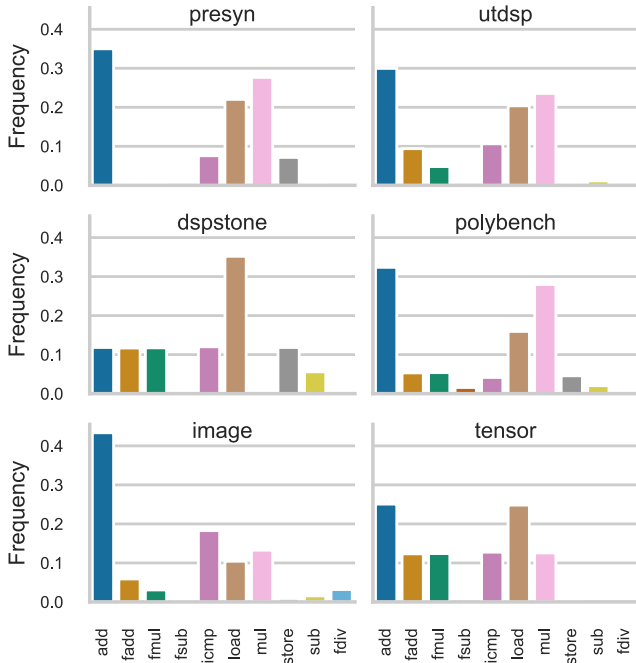 presyn
utdsp
Frequency
0.4
0.3
0.2
0.1
0.0
dspstone
polybench
Frequency
0.4
0.3
0.2
0.1
0.0
image
tensor
Frequency
0.4
0.3
0.2
0.1
0.0
add fadd fmul fsub icmp load mul store sub fdiv
add fadd fmul fsub icmp load mul store sub fdiv